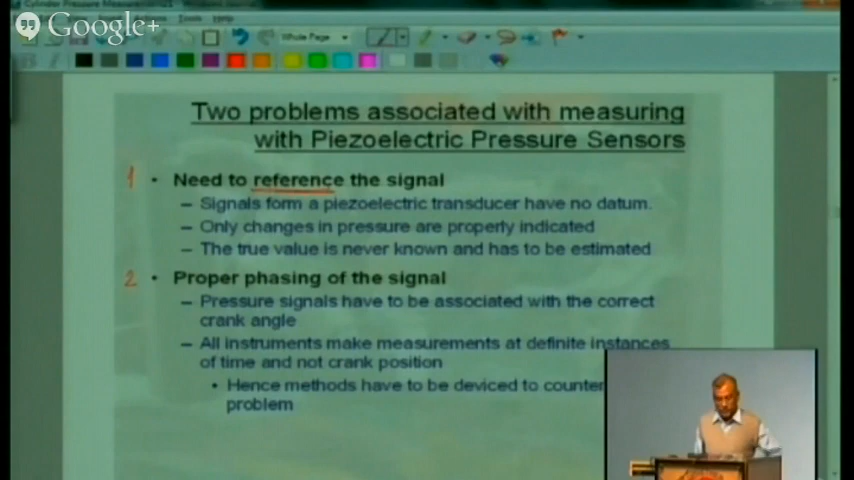 Google+
Whole Page
Two problems associated with measuring
with Piezoelectric Pressure Sensors
1 • Need to reference the signal
– Signals form a piezoelectric transducer have no datum.
– Only changes in pressure are properly indicated
– The true value is never known and has to be estimated
2 • Proper phasing of the signal
– Pressure signals have to be associated with the correct
crank angle
– All instruments make measurements at definite instances
of time and not crank position
• Hence methods have to be deviced to counter
problem